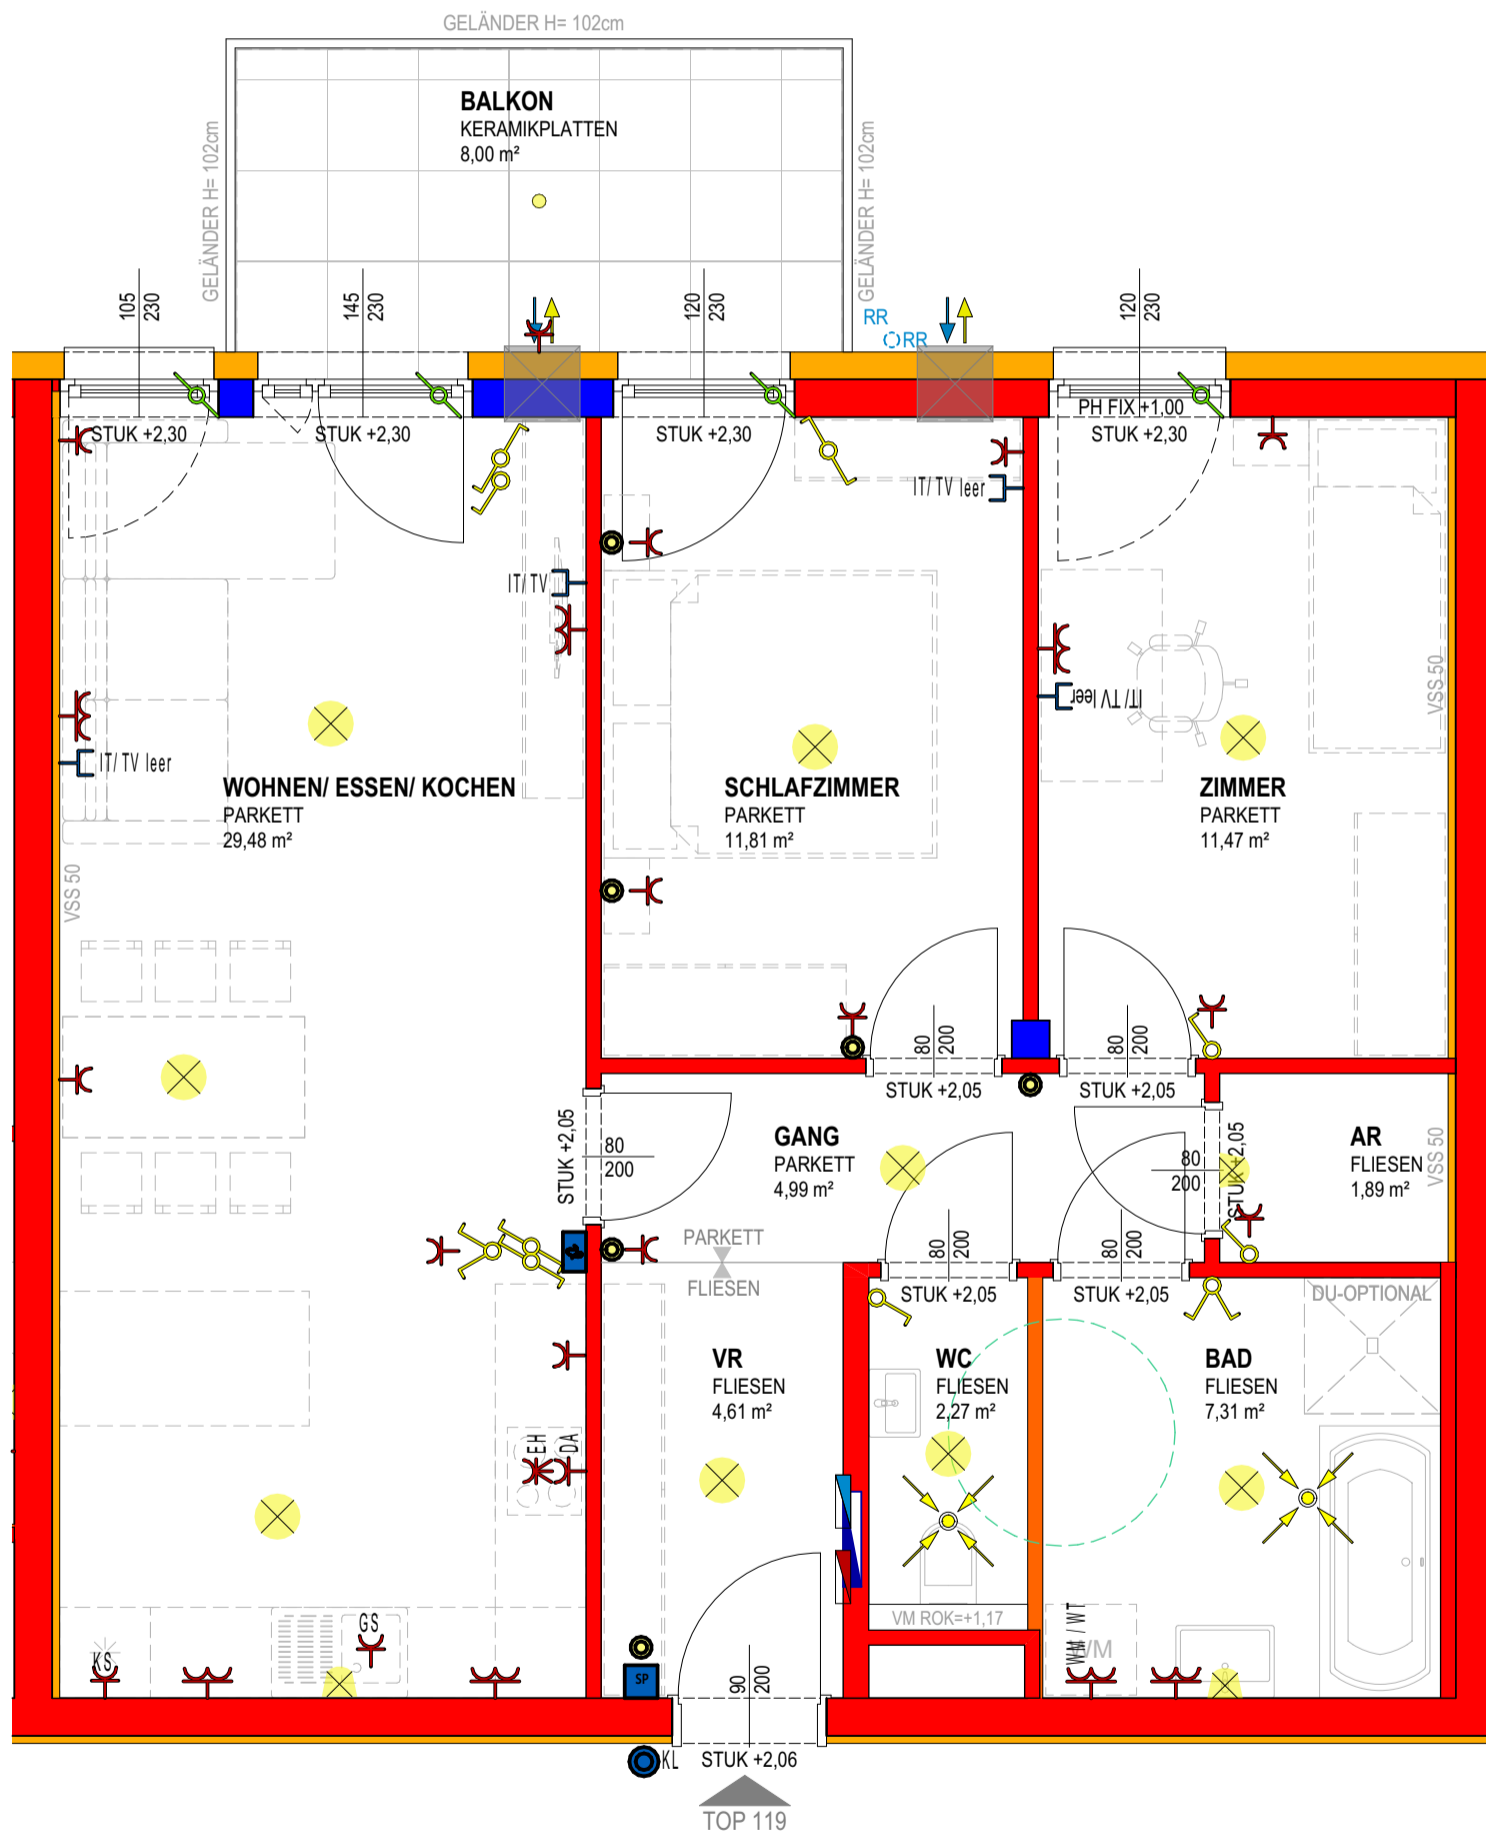 GELÄNDER H= 102cm
BALKON
KERAMIKPLATTEN
8,00 m²
GELÄNDER H= 102cm
GELÄNDER H= 102cm
105
230
145
230
120
230
120
230
RR
RR
STUK +2,30
STUK +2,30
STUK +2,30
PH FIX +1,00
STUK +2,30
IT/ TV leer
IT/ TV
IT/ TV leer
IT/ TV leer
VSS 50
WOHNEN/ ESSEN/ KOCHEN
PARKETT
29,48 m²
SCHLAFZIMMER
PARKETT
11,81 m²
ZIMMER
PARKETT
11,47 m²
VSS 50
80
200
80
200
STUK +2,05
STUK +2,05
STUK +2,05
80
200
GANG
PARKETT
4,99 m²
80
200
STUK +2,05
AR
FLIESEN
1,89 m²
VSS 50
PARKETT
FLIESEN
80
200
80
200
STUK +2,05
STUK +2,05
DU-OPTIONAL
VR
FLIESEN
4,61 m²
WC
FLIESEN
2,27 m²
BAD
FLIESEN
7,31 m²
EH
DA
VM ROK=+1,17
WM / WT
WM
GS
KS
SP
90
200
KL
STUK +2,06
TOP 119